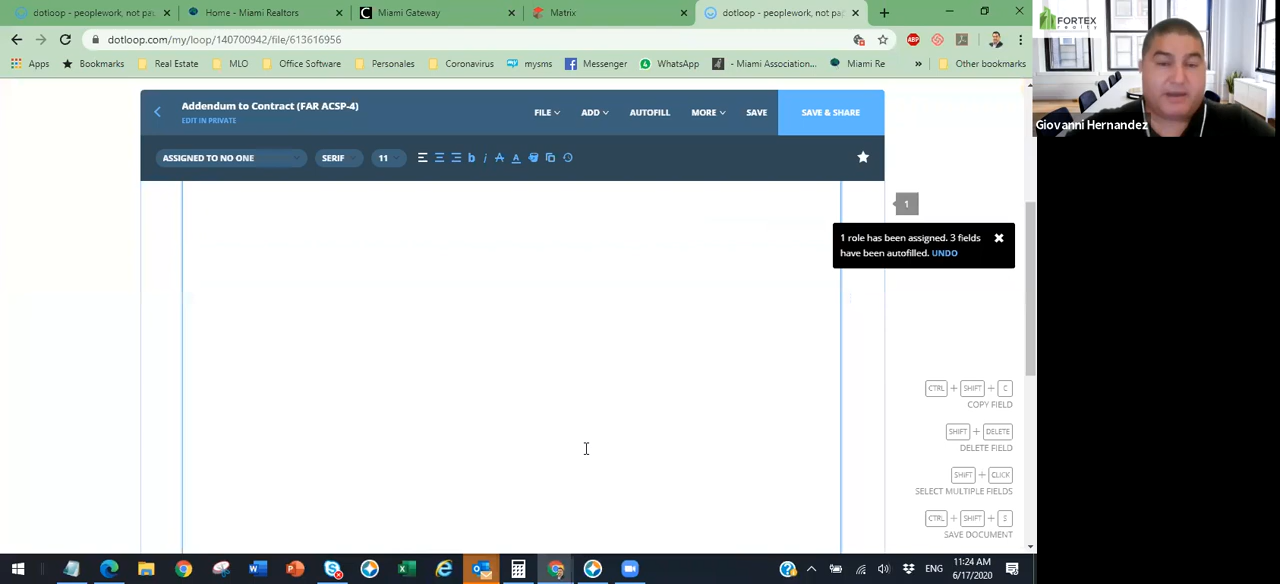 dotloop - peoplework, not pa
Home - Miami Realtors
Miami Gateway
Matrix
dotloop - peoplework, not pap
dotloop.com/my/loop/140700942/file/613616956
ABP
Apps
Bookmarks
Real Estate
MLO
Office Software
Personales
Coronavirus
mysms
Messenger
WhatsApp
- Miami Association...
Miami Re
»
Other bookmarks
FORTEX
realty
Giovanni Hernandez
Addendum to Contract (FAR ACSP-4)
EDIT IN PRIVATE
FILE
ADD
AUTOFILL
MORE
SAVE
SAVE & SHARE
ASSIGNED TO NO ONE
SERIF
11
b
i
A
A
1
1 role has been assigned. 3 fields
have been autofilled. UNDO
CTRL + SHIFT + C
COPY FIELD
SHIFT + DELETE
DELETE FIELD
SHIFT + CLICK
SELECT MULTIPLE FIELDS
CTRL + SHIFT + S
SAVE DOCUMENT
ENG
11:24 AM
6/17/2020